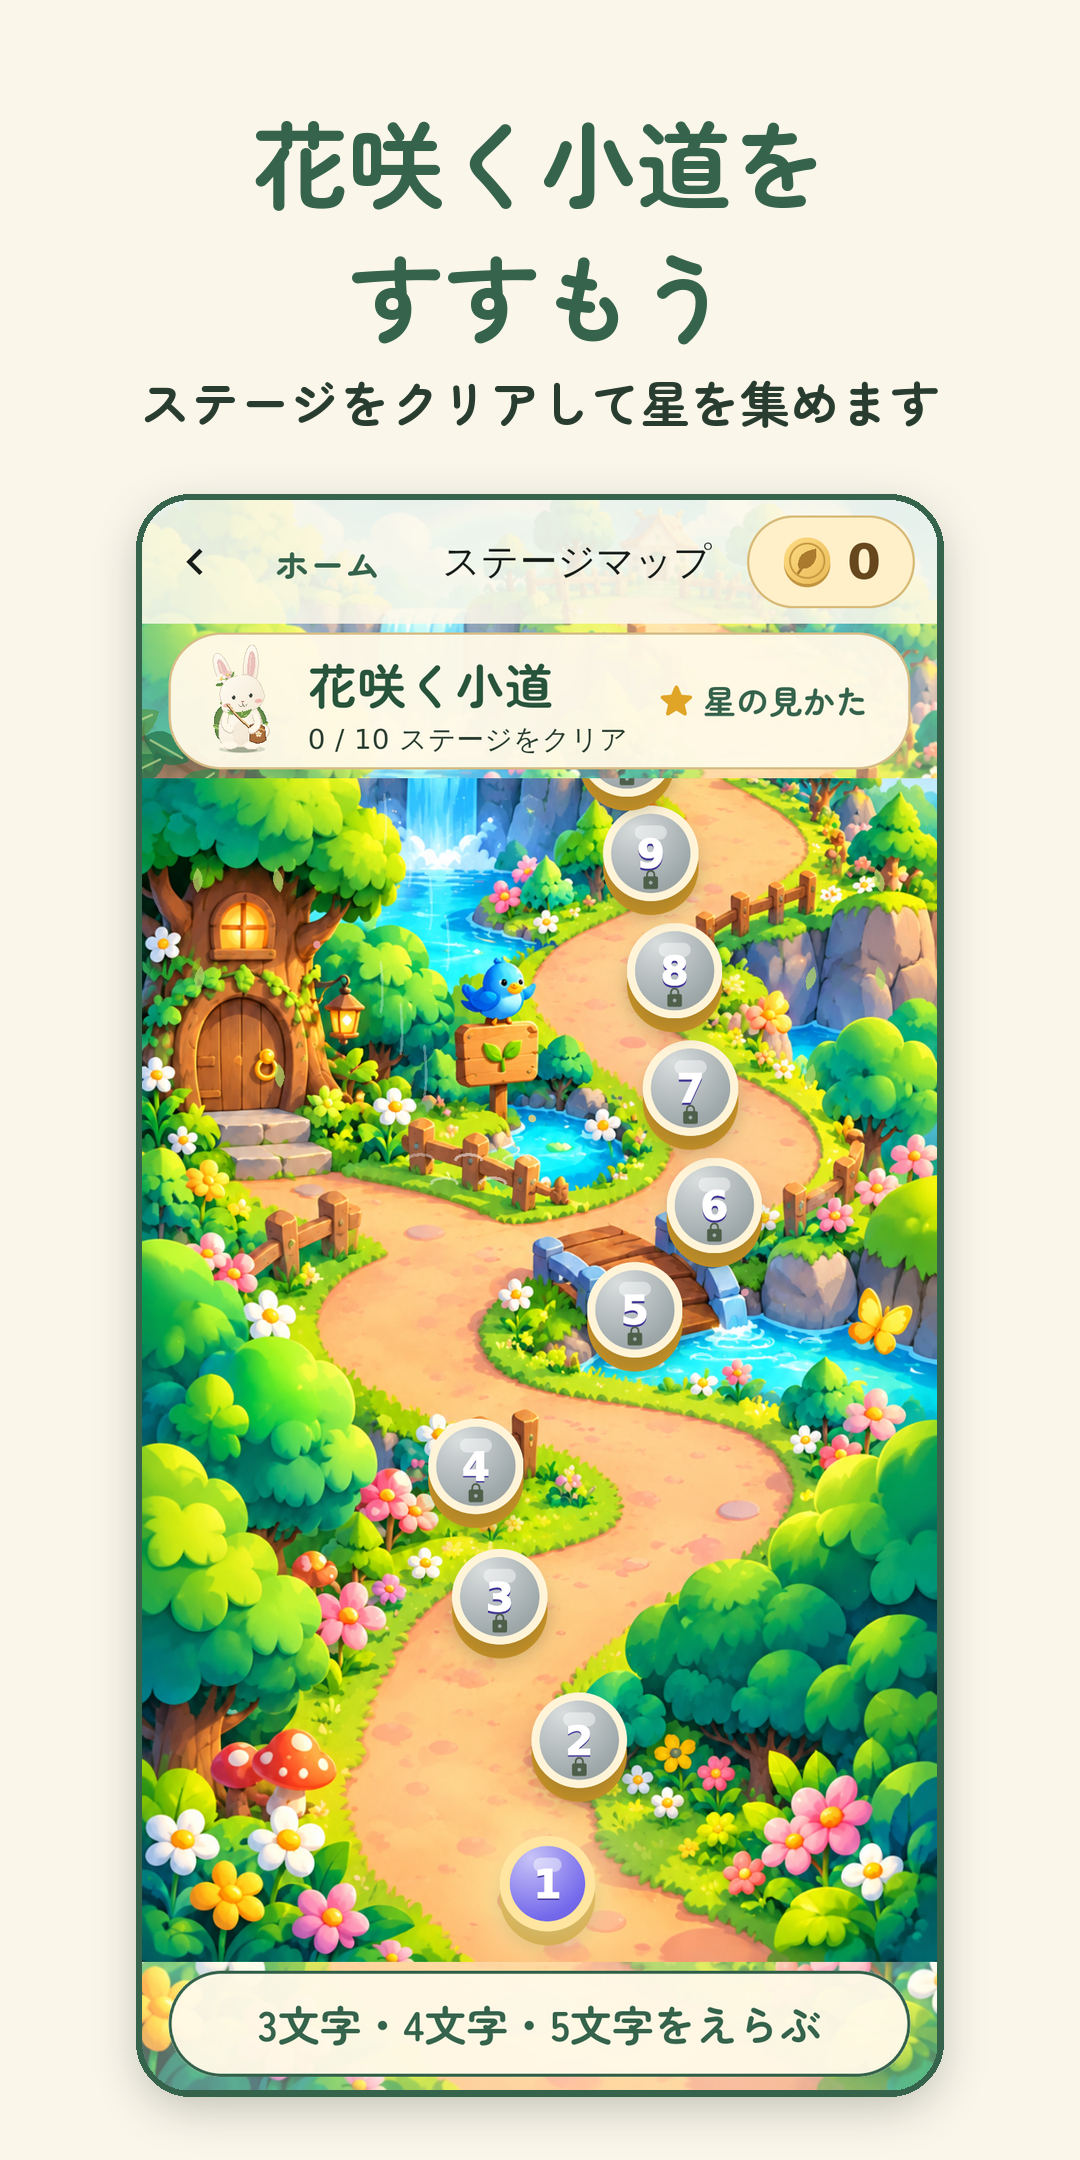 花咲く小道を
すすもう
ステージをクリアして星を集めます
ホーム
ステージマップ
0
花咲く小道
0 / 10 ステージをクリア
星の見かた
9
8
7
6
5
4
3
2
1
3文字・4文字・5文字をえらぶ